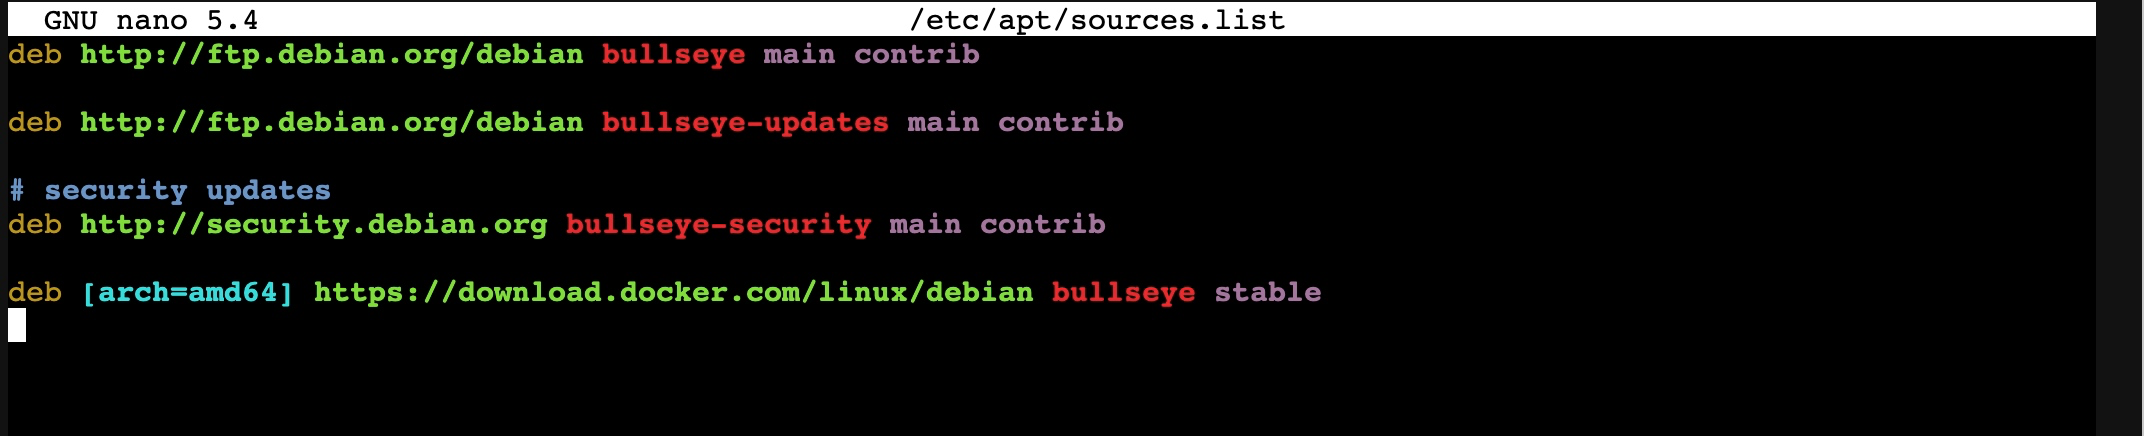 GNU nano 5.4 /etc/apt/sources.list
deb http://ftp.debian.org/debian bullseye main contrib
deb http://ftp.debian.org/debian bullseye-updates main contrib
# security updates
deb http://security.debian.org bullseye-security main contrib
deb [arch=amd64] https://download.docker.com/linux/debian bullseye stable